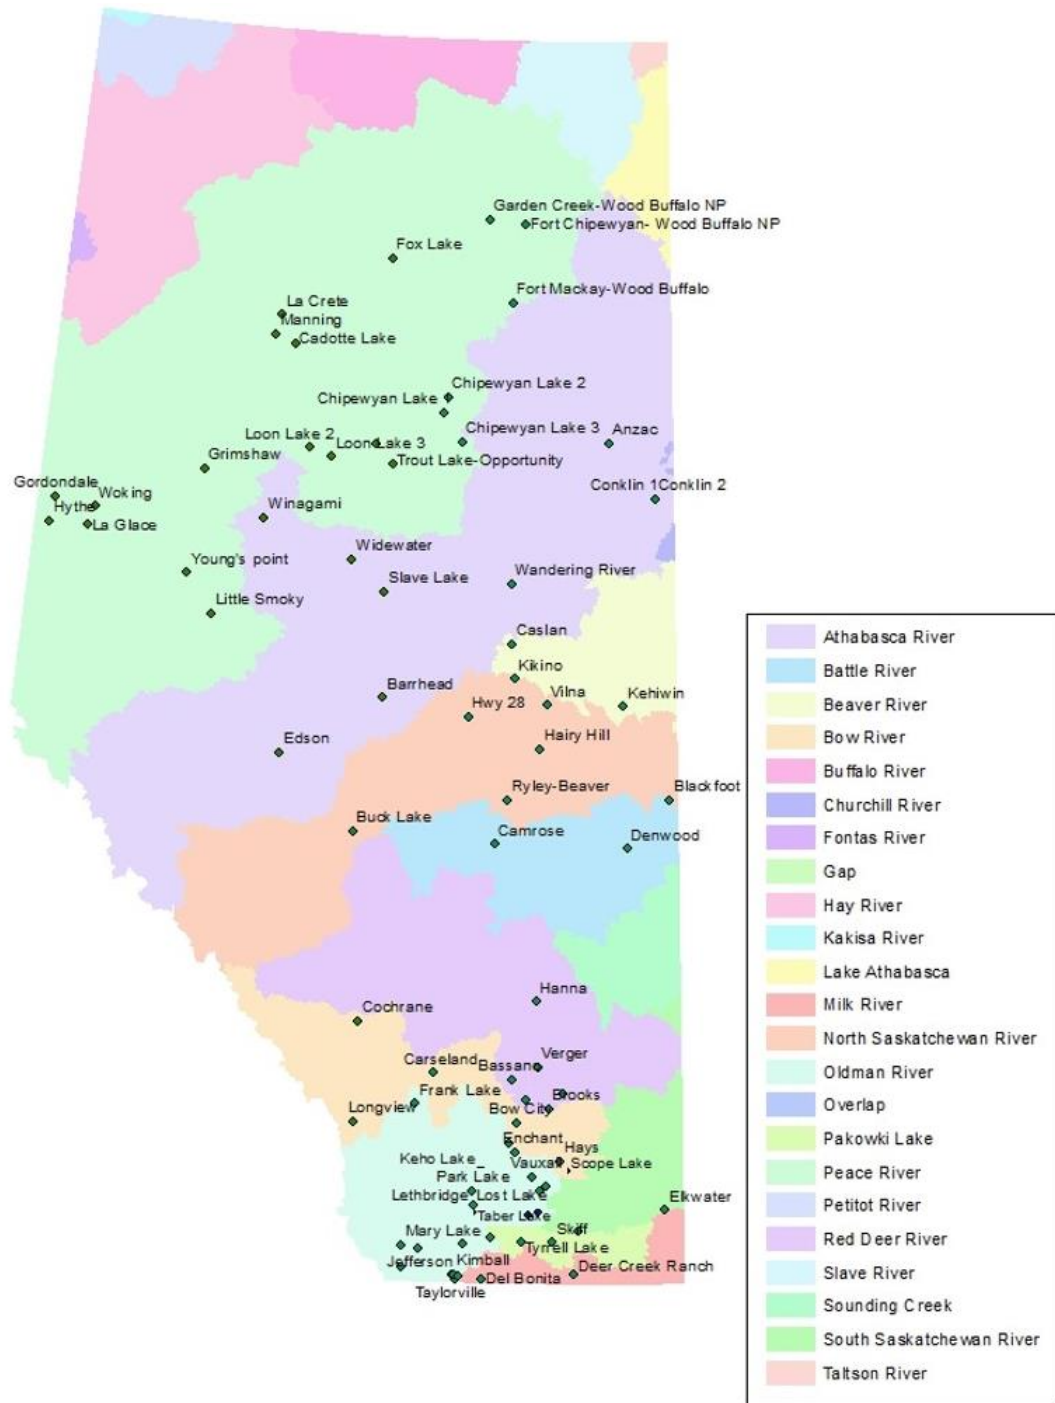 Garden Creek-Wood Buffalo NP
Fort Chipewyan- Wood Buffalo NP
Fox Lake
Fort Mackay-Wood Buffalo
La Crete
Manning
Cadotte Lake
Chipewyan Lake 2
Chipewyan Lake
Chipewyan Lake 3
Anzac
Loon Lake 2
Loon Lake 3
Grimshaw
Trout Lake-Opportunity
Gordondale
Woking
Conklin 1 Conklin 2
Hythe
La Glace
Winagami
Widewater
Young's point
Slave Lake
Wandering River
Little Smoky
Caslan
Kikino
Barrhead
Hwy 28
Vilna
Kehiwin
Edson
Hairy Hill
Ryley-Beaver
Blackfoot
Buck Lake
Camrose
Denwood
Hanna
Cochrane
Carseland
Bassano
Verger
Frank Lake
Brooks
Longview
Bow City
Enchant
Keho Lake_
Vauxall
Hays
Scope Lake
Park Lake
Lethbridge
Lost Lake
Elkwater
Taber Lake
Mary Lake
Skiff
Tyrrell Lake
Jefferson
Kimball
Del Bonita
Deer Creek Ranch
Taylorville
Athabasca River
Battle River
Beaver River
Bow River
Buffalo River
Churchill River
Fontas River
Gap
Hay River
Kakisa River
Lake Athabasca
Milk River
North Saskatchewan River
Oldman River
Overlap
Pakowki Lake
Peace River
Petitot River
Red Deer River
Slave River
Sounding Creek
South Saskatchewan River
Taltson River